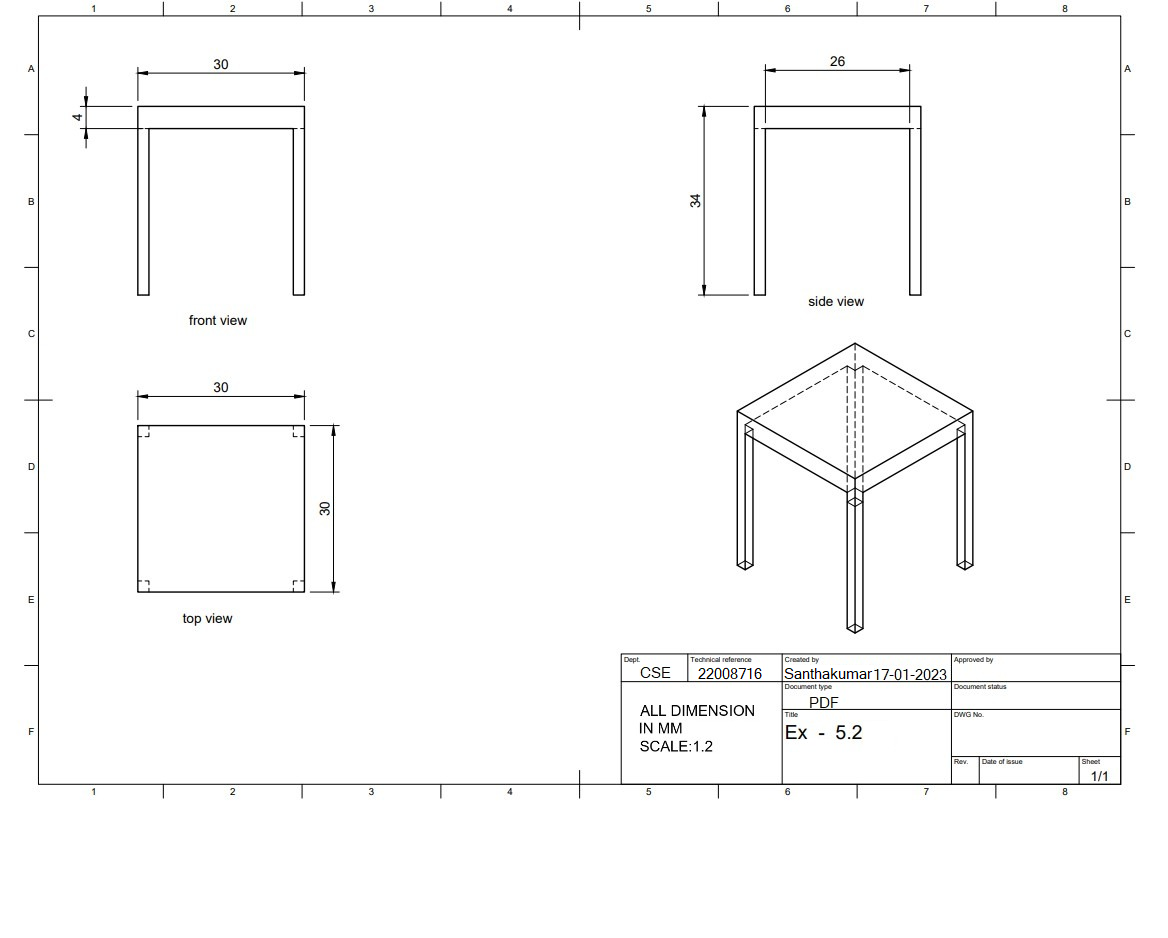 1 2 3 4 5 6 7 8
A A
30
26
4
B B
34
side view
front view
C C
30
D D
30
E E
top view
Dept. Technical reference Created by Approved by
CSE 22008716 Santhakumar 17-01-2023
Document type Document status
PDF
ALL DIMENSION
IN MM
SCALE:1.2
Title DWG No.
Ex - 5.2
F F
Rev. Date of issue Sheet
1/1
1 2 3 4 5 6 7 8